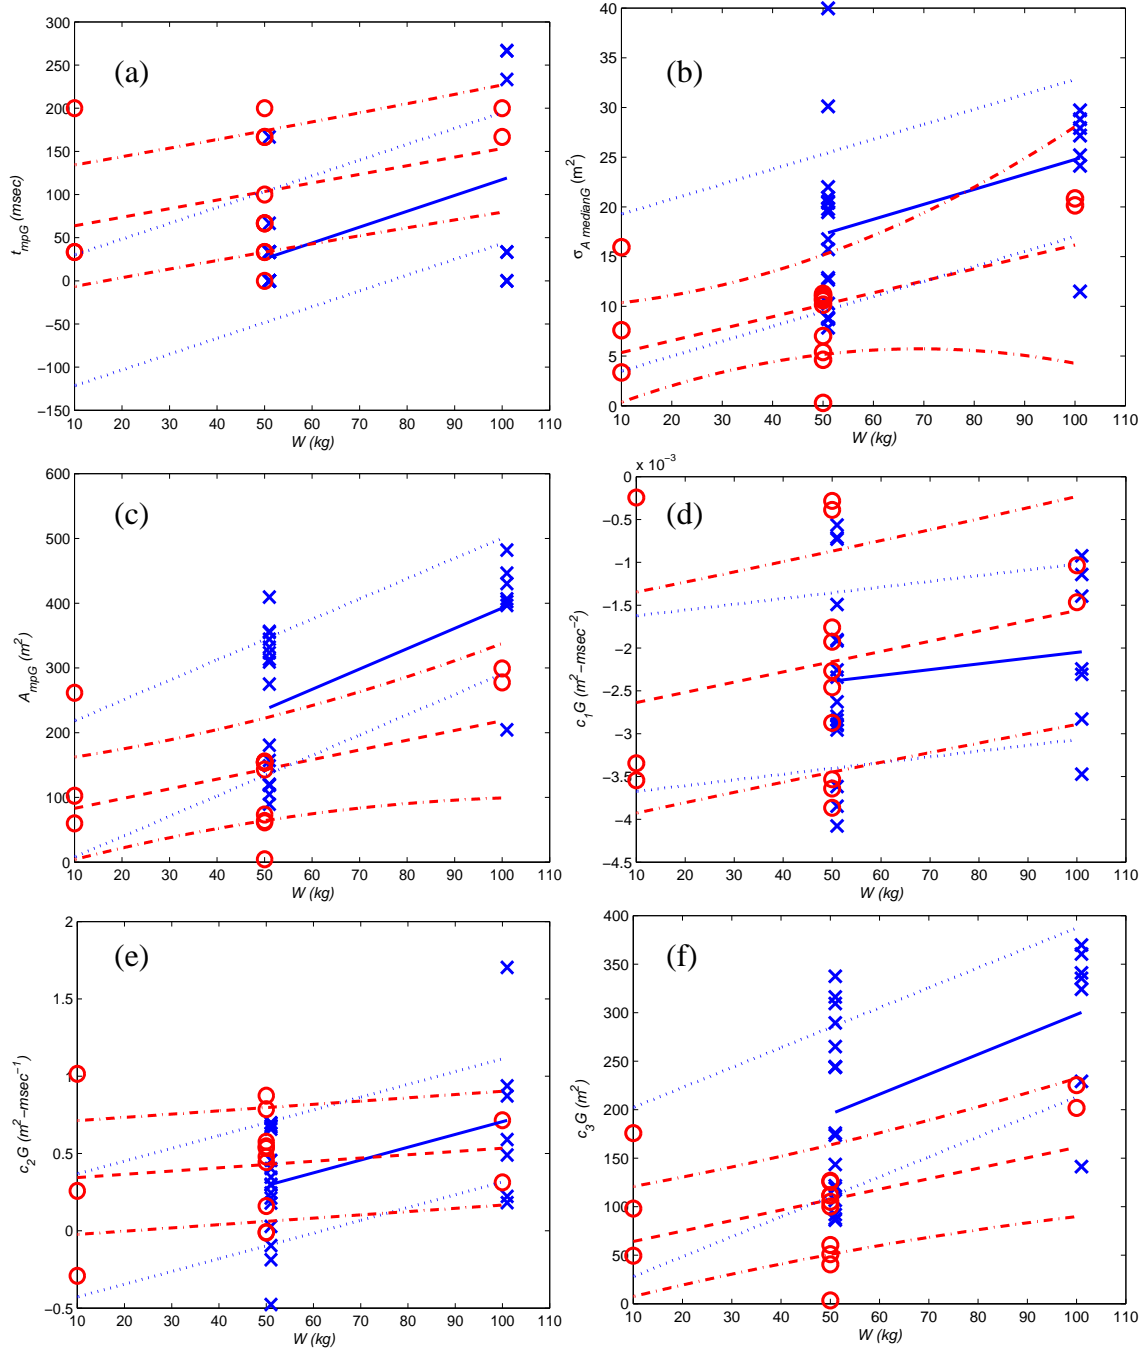 (a)
300
250
200
150
100
50
0
−50
−100
−150
t_mpG (msec)
10 20 30 40 50 60 70 80 90 100 110
W (kg)
(b)
40
35
30
25
20
15
10
5
0
σ_A medianG (m²)
10 20 30 40 50 60 70 80 90 100 110
W (kg)
(c)
600
500
400
300
200
100
0
A_mpG (m²)
10 20 30 40 50 60 70 80 90 100 110
W (kg)
x 10⁻³
(d)
0
−0.5
−1
−1.5
−2
−2.5
−3
−3.5
−4
−4.5
c₁G (m²−msec⁻²)
10 20 30 40 50 60 70 80 90 100 110
W (kg)
(e)
2
1.5
1
0.5
0
−0.5
c₂G (m²−msec⁻¹)
10 20 30 40 50 60 70 80 90 100 110
W (kg)
(f)
400
350
300
250
200
150
100
50
0
c₃G (m²)
10 20 30 40 50 60 70 80 90 100 110
W (kg)